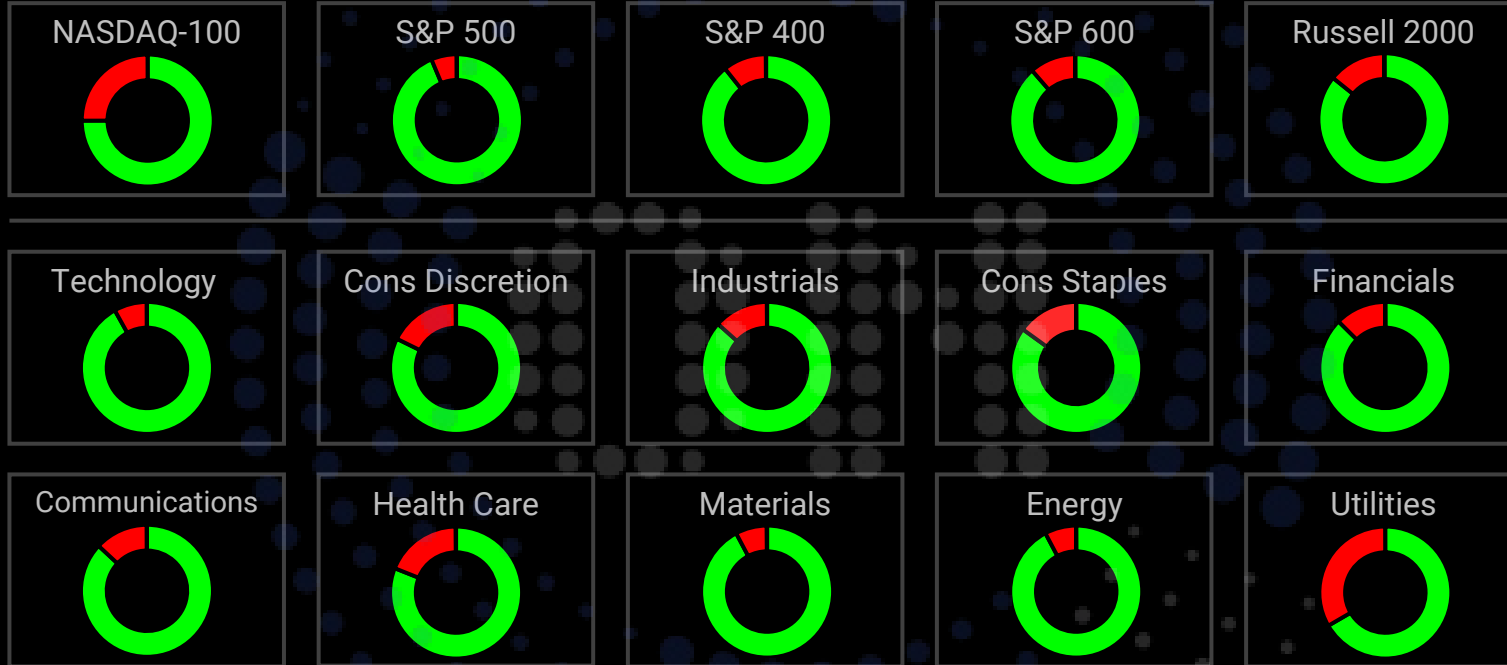 NASDAQ-100
S&P 500
S&P 400
S&P 600
Russell 2000
Technology
Cons Discretion
Industrials
Cons Staples
Financials
Communications
Health Care
Materials
Energy
Utilities